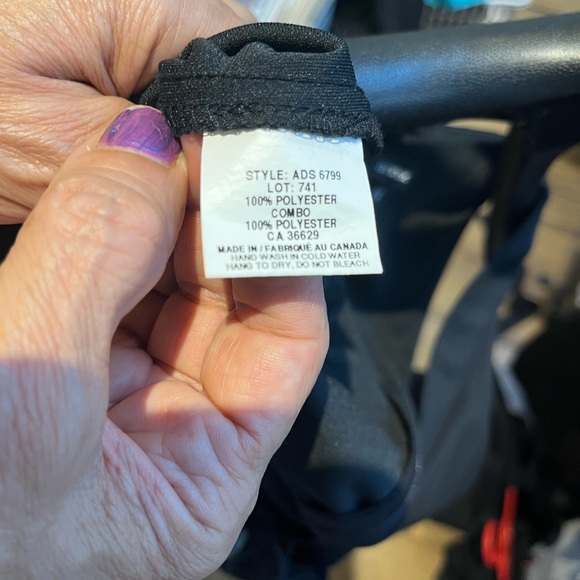 STYLE: ADS 6799
LOT: 741
100% POLYESTER
COMBO
100% POLYESTER
CA 36629
MADE IN / FABRIQUÉ AU CANADA
HAND WASH IN COLD WATER
HANG TO DRY, DO NOT BLEACH